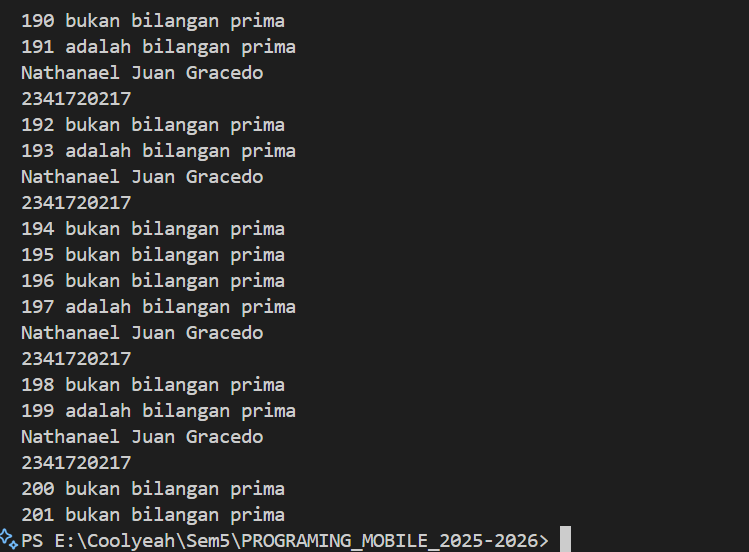 190 bukan bilangan prima
191 adalah bilangan prima
Nathanael Juan Gracedo
2341720217
192 bukan bilangan prima
193 adalah bilangan prima
Nathanael Juan Gracedo
2341720217
194 bukan bilangan prima
195 bukan bilangan prima
196 bukan bilangan prima
197 adalah bilangan prima
Nathanael Juan Gracedo
2341720217
198 bukan bilangan prima
199 adalah bilangan prima
Nathanael Juan Gracedo
2341720217
200 bukan bilangan prima
201 bukan bilangan prima
PS E:\Coolyeah\Sem5\PROGRAMING_MOBILE_2025-2026>